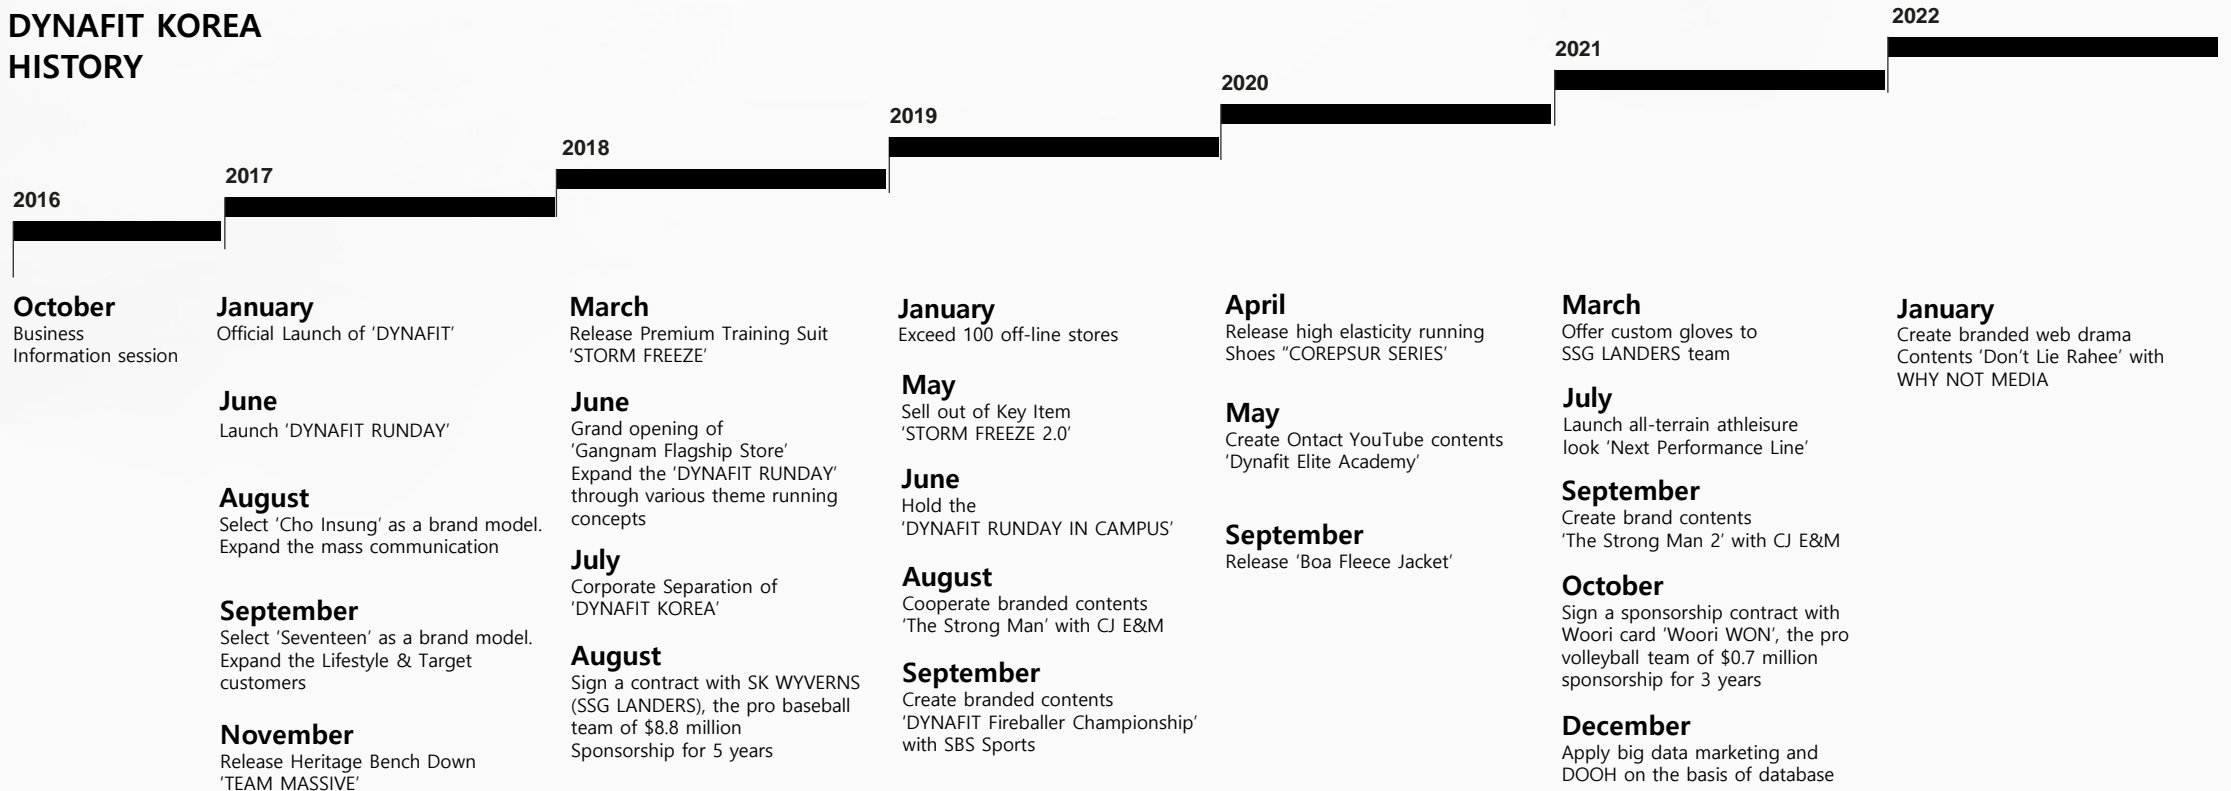 DYNAFIT KOREA
HISTORY
2016
October
Business
Information session
2017
January
Official Launch of ‘DYNAFIT’
June
Launch ‘DYNAFIT RUNDAY’
August
Select ‘Cho Insung’ as a brand model.
Expand the mass communication
September
Select ‘Seventeen’ as a brand model.
Expand the Lifestyle & Target
customers
November
Release Heritage Bench Down
‘TEAM MASSIVE’
2018
March
Release Premium Training Suit
‘STORM FREEZE’
June
Grand opening of
‘Gangnam Flagship Store’
Expand the ‘DYNAFIT RUNDAY’
through various theme running
concepts
July
Corporate Separation of
‘DYNAFIT KOREA’
August
Sign a contract with SK WYVERNS
(SSG LANDERS), the pro baseball
team of $8.8 million
Sponsorship for 5 years
2019
January
Exceed 100 off-line stores
May
Sell out of Key Item
‘STORM FREEZE 2.0’
June
Hold the
‘DYNAFIT RUNDAY IN CAMPUS’
August
Cooperate branded contents
‘The Strong Man’ with CJ E&M
September
Create branded contents
‘DYNAFIT Fireballer Championship’
with SBS Sports
2020
April
Release high elasticity running
Shoes “COREPSUR SERIES’
May
Create Ontact YouTube contents
‘Dynafit Elite Academy’
September
Release ‘Boa Fleece Jacket’
2021
March
Offer custom gloves to
SSG LANDERS team
July
Launch all-terrain athleisure
look ‘Next Performance Line’
September
Create brand contents
‘The Strong Man 2’ with CJ E&M
October
Sign a sponsorship contract with
Woori card ‘Woori WON’, the pro
volleyball team of $0.7 million
sponsorship for 3 years
December
Apply big data marketing and
DOOH on the basis of database
2022
January
Create branded web drama
Contents ‘Don’t Lie Rahee’ with
WHY NOT MEDIA